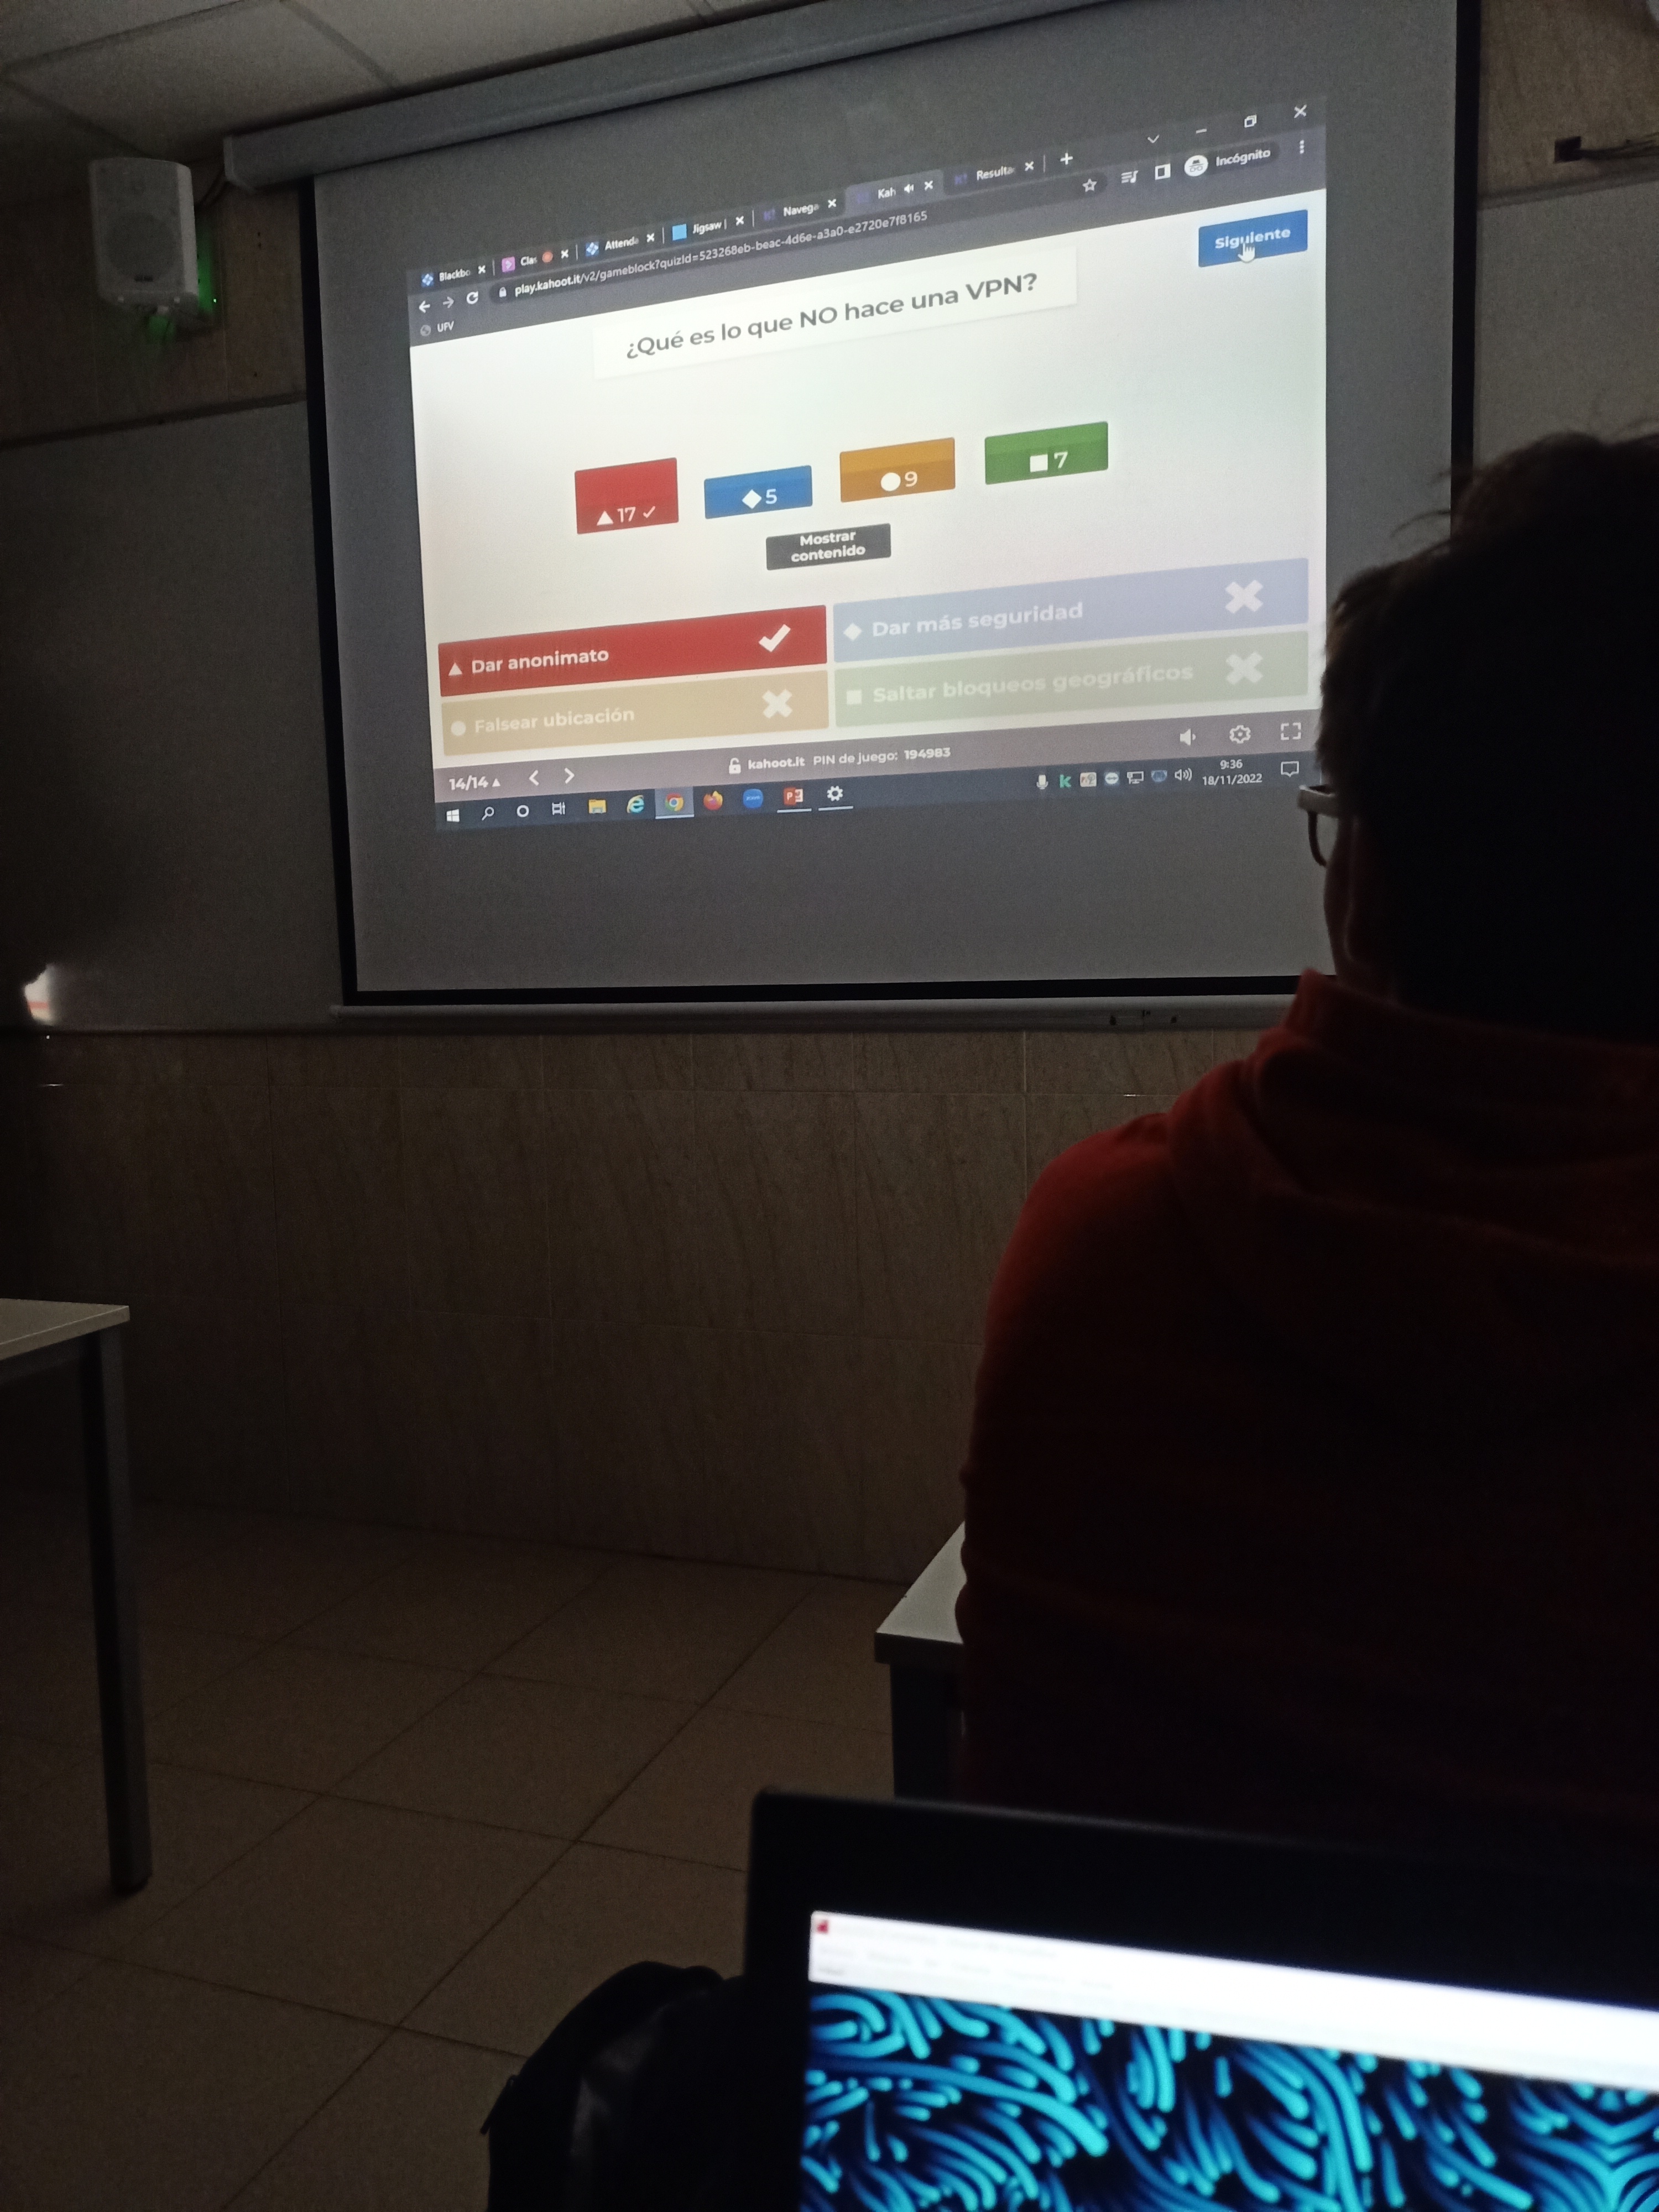 Blackbo
Clas
Attenda
Jigsaw |
Navega
Kah
Resulta
play.kahoot.it/v2/gameblock?quizId=523268eb-beac-4d6e-a3a0-e2720e7f8165
Incógnito
UFV
Siguiente
¿Qué es lo que NO hace una VPN?
17
5
9
7
Mostrar
contenido
Dar anonimato
Dar más seguridad
Falsear ubicación
Saltar bloqueos geográficos
14/14
kahoot.it PIN de juego: 194983
9:36
18/11/2022